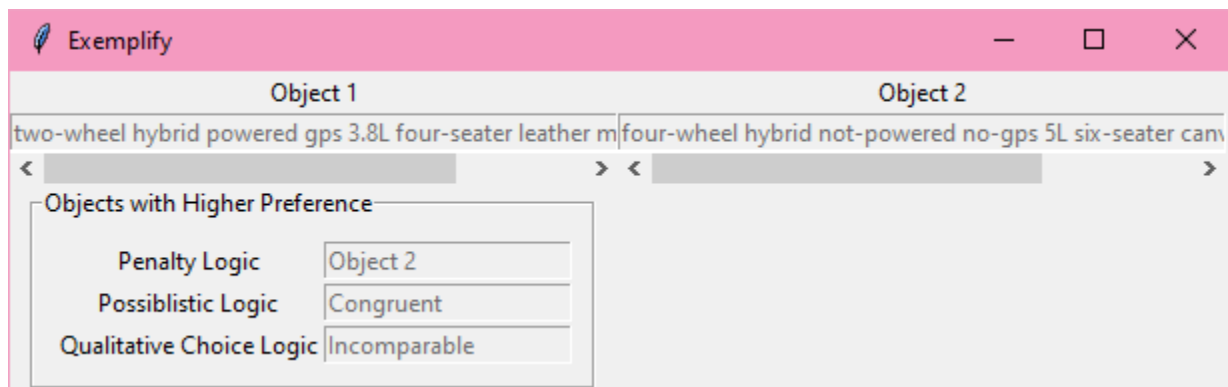 Exemplify
Object 1 Object 2
two-wheel hybrid powered gps 3.8L four-seater leather m four-wheel hybrid not-powered no-gps 5L six-seater can
Objects with Higher Preference
Penalty Logic Object 2
Possiblistic Logic Congruent
Qualitative Choice Logic Incomparable